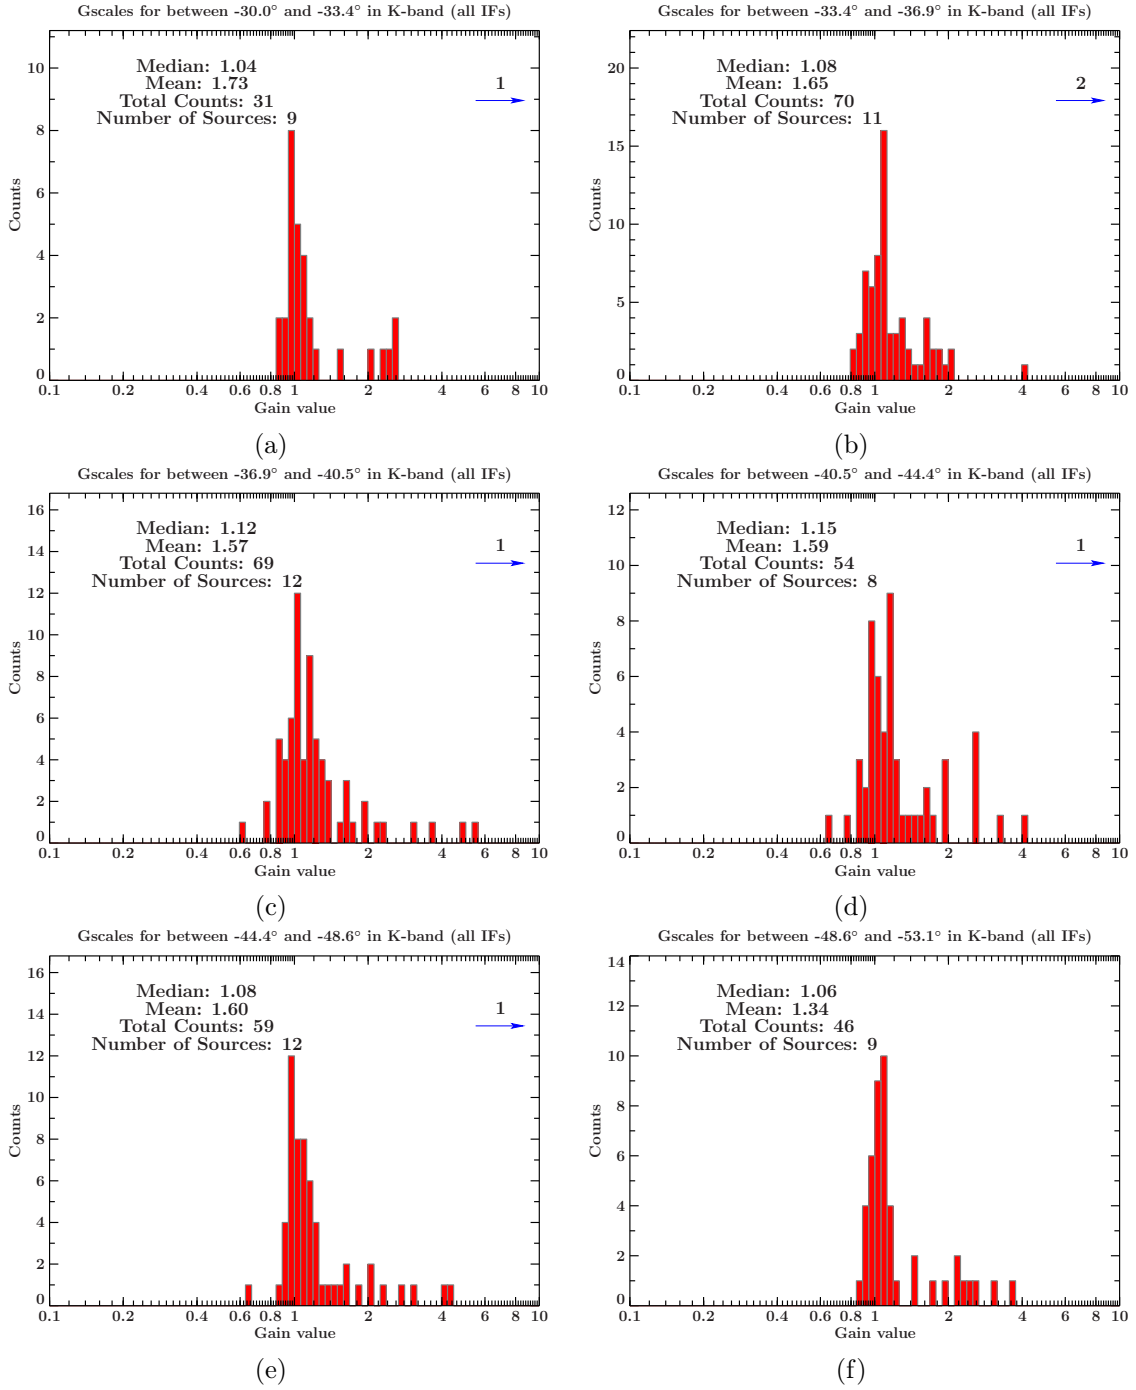 Gscales for between -30.0° and -33.4° in K-band (all IFs)
Median: 1.04
Mean: 1.73
Total Counts: 31
Number of Sources: 9
1
10
8
6
4
2
0
Counts
0.1 0.2 0.4 0.6 0.8 1 2 4 6 8 10
Gain value
(a)
Gscales for between -33.4° and -36.9° in K-band (all IFs)
Median: 1.08
Mean: 1.65
Total Counts: 70
Number of Sources: 11
2
20
15
10
5
0
Counts
0.1 0.2 0.4 0.6 0.8 1 2 4 6 8 10
Gain value
(b)
Gscales for between -36.9° and -40.5° in K-band (all IFs)
Median: 1.12
Mean: 1.57
Total Counts: 69
Number of Sources: 12
1
16
14
12
10
8
6
4
2
0
Counts
0.1 0.2 0.4 0.6 0.8 1 2 4 6 8 10
Gain value
(c)
Gscales for between -40.5° and -44.4° in K-band (all IFs)
Median: 1.15
Mean: 1.59
Total Counts: 54
Number of Sources: 8
1
12
10
8
6
4
2
0
Counts
0.1 0.2 0.4 0.6 0.8 1 2 4 6 8 10
Gain value
(d)
Gscales for between -44.4° and -48.6° in K-band (all IFs)
Median: 1.08
Mean: 1.60
Total Counts: 59
Number of Sources: 12
1
16
14
12
10
8
6
4
2
0
Counts
0.1 0.2 0.4 0.6 0.8 1 2 4 6 8 10
Gain value
(e)
Gscales for between -48.6° and -53.1° in K-band (all IFs)
Median: 1.06
Mean: 1.34
Total Counts: 46
Number of Sources: 9
14
12
10
8
6
4
2
0
Counts
0.1 0.2 0.4 0.6 0.8 1 2 4 6 8 10
Gain value
(f)